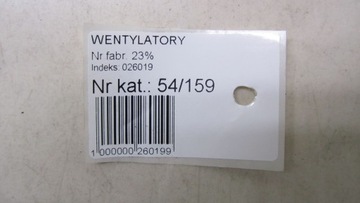 WENTYLATORY
Nr fabr. 23%
Indeks: 026019
Nr kat.: 54/159
1 000000 260199